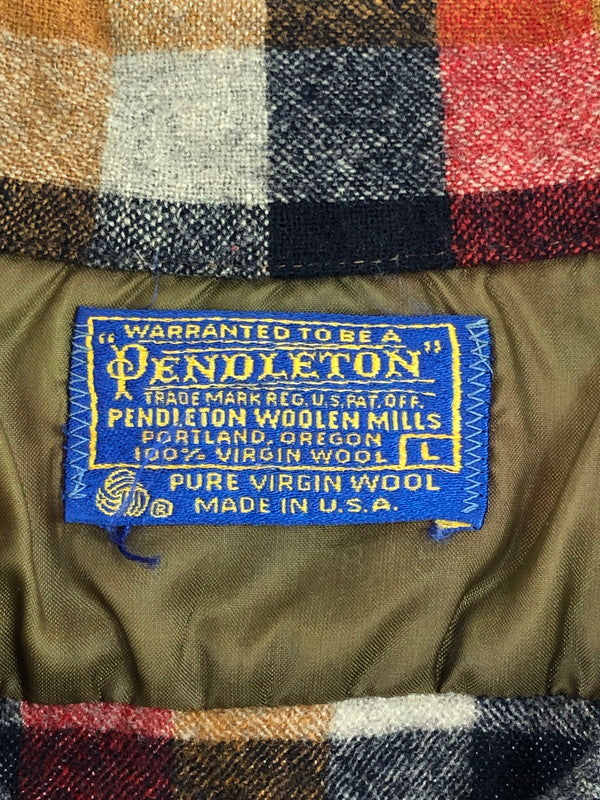 WARRANTED TO BE A
"PENDLETON"
TRADE MARK REG. U.S. PAT. OFF.
PENDLETON WOOLEN MILLS
PORTLAND, OREGON
100% VIRGIN WOOL L
® PURE VIRGIN WOOL
MADE IN U.S.A.